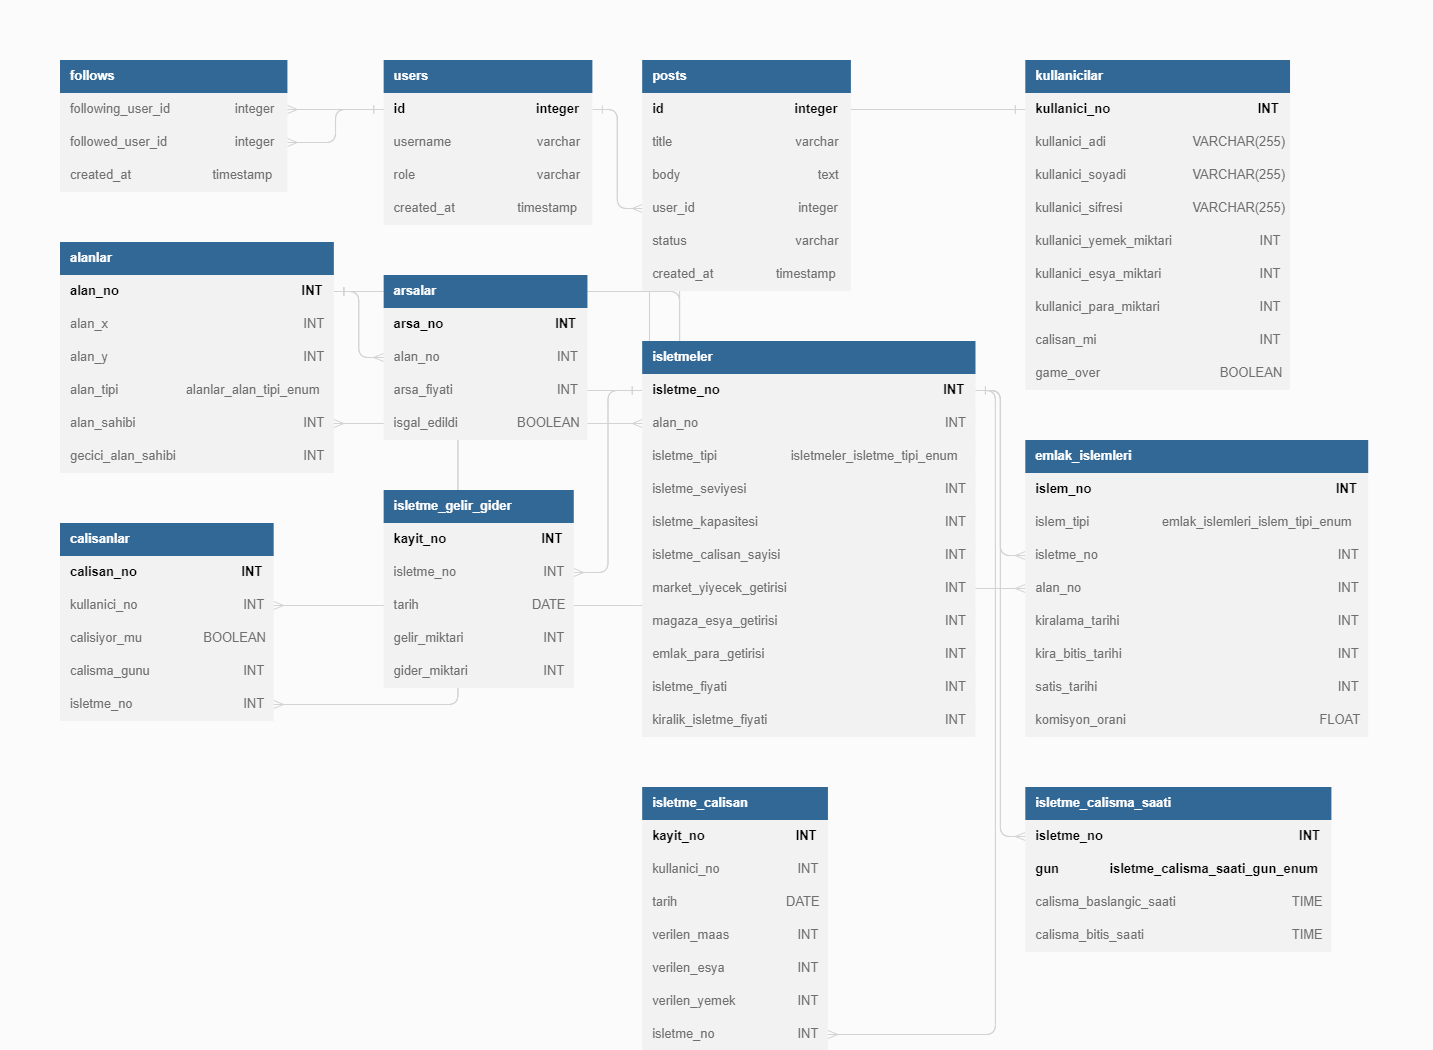 follows
following_user_id integer
followed_user_id integer
created_at timestamp
users
id integer
username varchar
role varchar
created_at timestamp
posts
id integer
title varchar
body text
user_id integer
status varchar
created_at timestamp
kullanicilar
kullanici_no INT
kullanici_adi VARCHAR(255)
kullanici_soyadi VARCHAR(255)
kullanici_sifresi VARCHAR(255)
kullanici_yemek_miktari INT
kullanici_esya_miktari INT
kullanici_para_miktari INT
calisan_mi INT
game_over BOOLEAN
alanlar
alan_no INT
alan_x INT
alan_y INT
alan_tipi alanlar_alan_tipi_enum
alan_sahibi INT
gecici_alan_sahibi INT
arsalar
arsa_no INT
alan_no INT
arsa_fiyati INT
isgal_edildi BOOLEAN
isletmeler
isletme_no INT
alan_no INT
isletme_tipi isletmeler_isletme_tipi_enum
isletme_seviyesi INT
isletme_kapasitesi INT
isletme_calisan_sayisi INT
market_yiyecek_getirisi INT
magaza_esya_getirisi INT
emlak_para_getirisi INT
isletme_fiyati INT
kiralik_isletme_fiyati INT
emlak_islemleri
islem_no INT
islem_tipi emlak_islemleri_islem_tipi_enum
isletme_no INT
alan_no INT
kiralama_tarihi INT
kira_bitis_tarihi INT
satis_tarihi INT
komisyon_orani FLOAT
calisanlar
calisan_no INT
kullanici_no INT
calisiyor_mu BOOLEAN
calisma_gunu INT
isletme_no INT
isletme_gelir_gider
kayit_no INT
isletme_no INT
tarih DATE
gelir_miktari INT
gider_miktari INT
isletme_calisan
kayit_no INT
kullanici_no INT
tarih DATE
verilen_maas INT
verilen_esya INT
verilen_yemek INT
isletme_no INT
isletme_calisma_saati
isletme_no INT
gun isletme_calisma_saati_gun_enum
calisma_baslangic_saati TIME
calisma_bitis_saati TIME